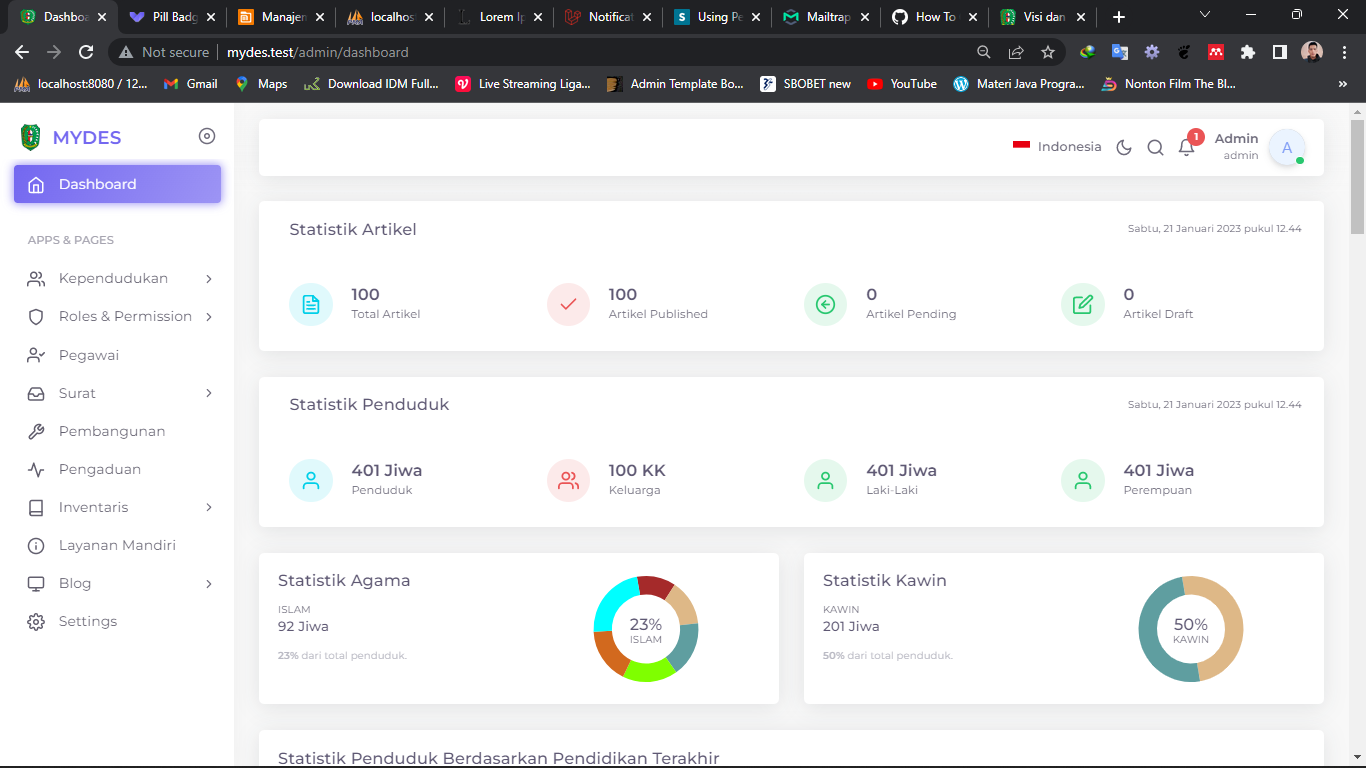 Dashboa
Pill Badg
Manajen
localhos
Lorem Ip
Notificat
Using Pe
Mailtrap
How To
Visi dan
Not secure
mydes.test/admin/dashboard
localhost:8080 / 12...
Gmail
Maps
Download IDM Full...
Live Streaming Liga...
Admin Template Bo...
SBOBET new
YouTube
Materi Java Progra...
Nonton Film The Bl...
»
MYDES
Dashboard
APPS & PAGES
Kependudukan
Roles & Permission
Pegawai
Surat
Pembangunan
Pengaduan
Inventaris
Layanan Mandiri
Blog
Settings
Indonesia
1
Admin
admin
A
Statistik Artikel
Sabtu, 21 Januari 2023 pukul 12.44
100
Total Artikel
100
Artikel Published
0
Artikel Pending
0
Artikel Draft
Statistik Penduduk
Sabtu, 21 Januari 2023 pukul 12.44
401 Jiwa
Penduduk
100 KK
Keluarga
401 Jiwa
Laki-Laki
401 Jiwa
Perempuan
Statistik Agama
ISLAM
92 Jiwa
23% dari total penduduk.
23%
ISLAM
Statistik Kawin
KAWIN
201 Jiwa
50% dari total penduduk.
50%
KAWIN
Statistik Penduduk Berdasarkan Pendidikan Terakhir